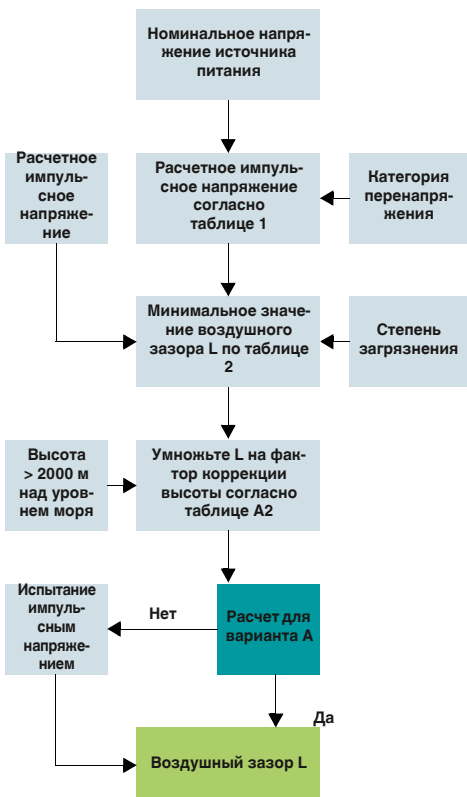 Номинальное напря-
жение источника
питания
Расчетное
импуль-
сное
напряже-
ние
Расчетное импуль-
сное напряжение
согласно
таблице 1
Категория
перенапря-
жения
Минимальное значе-
ние воздушного
зазора L по таблице
2
Степень
загрязнения
Высота
> 2000 м
над уров-
нем моря
Умножьте L на фак-
тор коррекции
высоты согласно
таблице A2
Испытание
импуль-
сным
напряже-
нием
Нет
Расчет для
варианта A
Да
Воздушный зазор L